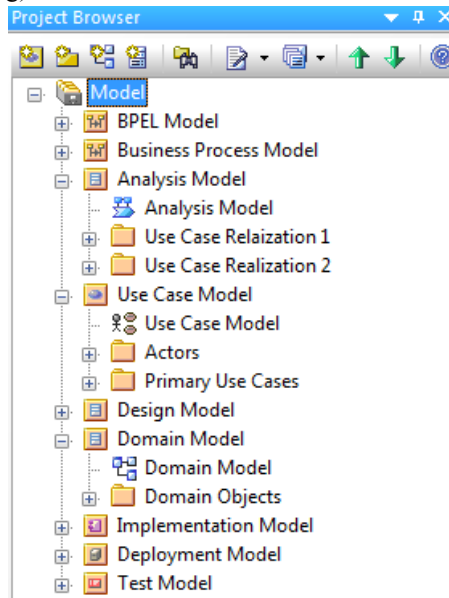 Project Browser
Model
BPEL Model
Business Process Model
Analysis Model
Analysis Model
Use Case Relaization 1
Use Case Realization 2
Use Case Model
Use Case Model
Actors
Primary Use Cases
Design Model
Domain Model
Domain Model
Domain Objects
Implementation Model
Deployment Model
Test Model